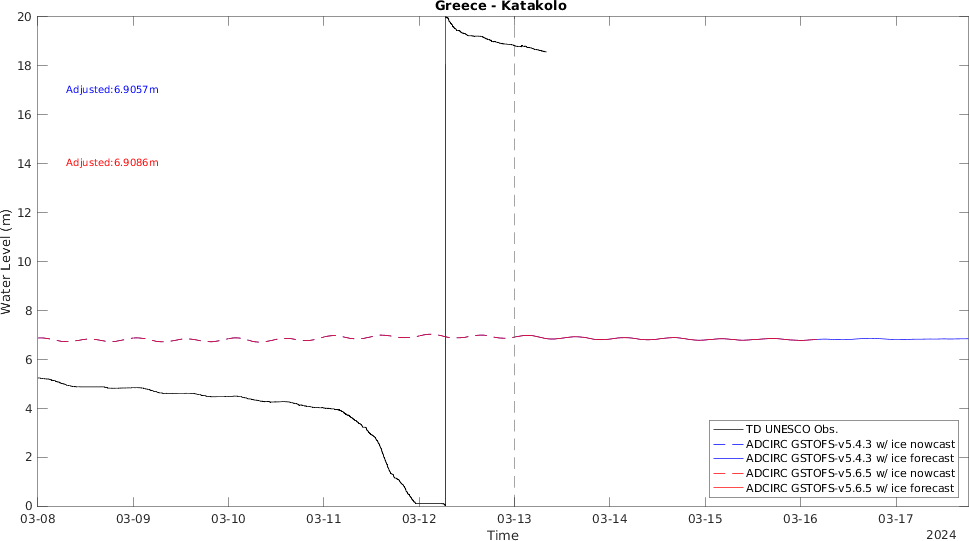 Greece - Katakolo
20
18
16
14
12
10
8
6
4
2
0
Water Level (m)
Adjusted:6.9057m
Adjusted:6.9086m
TD UNESCO Obs.
ADCIRC GSTOFS-v5.4.3 w/ ice nowcast
ADCIRC GSTOFS-v5.4.3 w/ ice forecast
ADCIRC GSTOFS-v5.6.5 w/ ice nowcast
ADCIRC GSTOFS-v5.6.5 w/ ice forecast
03-08 03-09 03-10 03-11 03-12 03-13 03-14 03-15 03-16 03-17
Time
2024